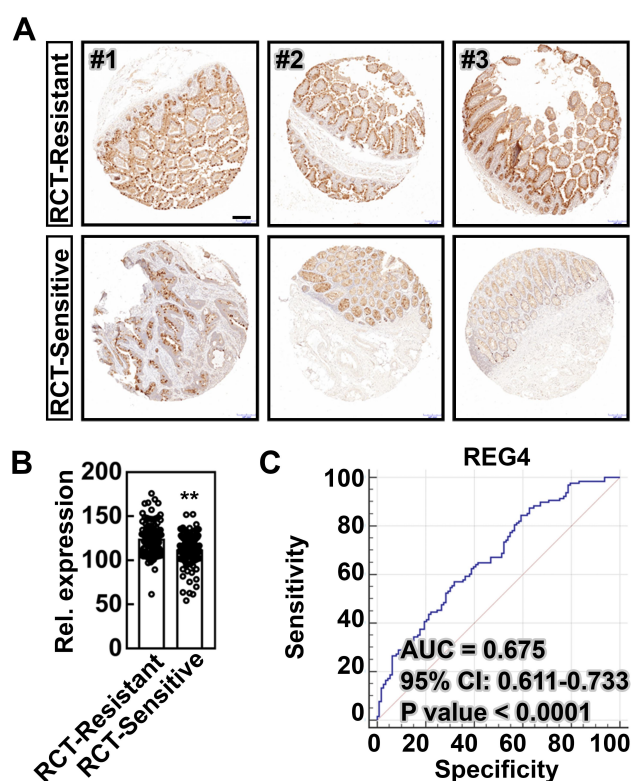 A
RCT-Resistant
#1
#2
#3
RCT-Sensitive
B
Rel. expression
200
150
100
50
0
**
RCT-Resistant
RCT-Sensitive
C
REG4
Sensitivity
100
80
60
40
20
0
AUC = 0.675
95% CI: 0.611-0.733
P value < 0.0001
0 20 40 60 80 100
Specificity